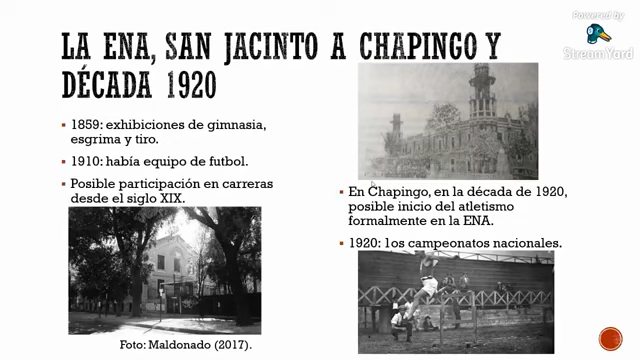 Powered by
StreamYard
LA ENA, SAN JACINTO A CHAPINGO Y
DÉCADA 1920
1859: exhibiciones de gimnasia,
esgrima y tiro.
1910: había equipo de futbol.
Posible participación en carreras
desde el siglo XIX.
Foto: Maldonado (2017).
En Chapingo, en la década de 1920,
posible inicio del atletismo
formalmente en la ENA.
1920: 1os campeonatos nacionales.